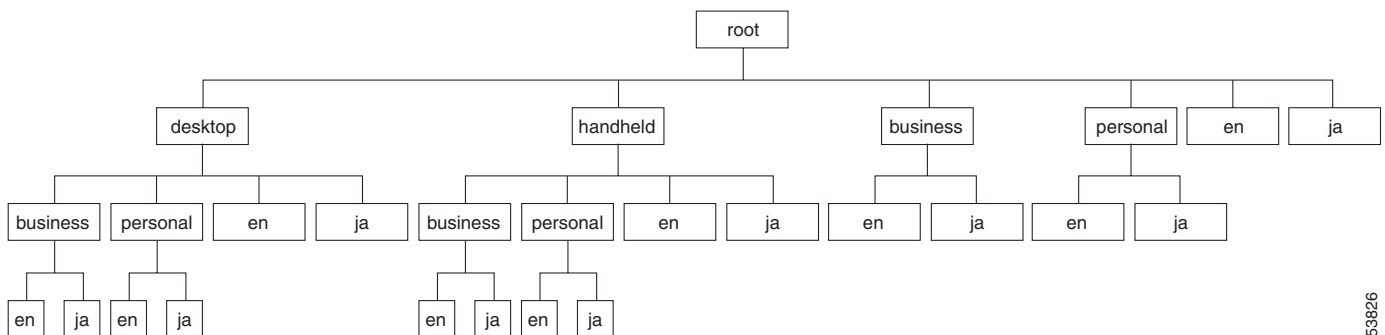 root
desktop handheld business personal en ja
business personal en ja business personal en ja en ja en ja
en ja en ja en ja en ja
53826